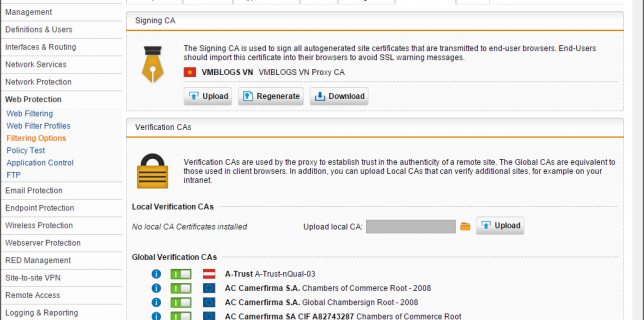 Management
Definitions & Users
Interfaces & Routing
Network Services
Network Protection
Web Protection
Web Filtering
Web Filter Profiles
Filtering Options
Policy Test
Application Control
FTP
Email Protection
Endpoint Protection
Wireless Protection
Webserver Protection
RED Management
Site-to-site VPN
Remote Access
Logging & Reporting
Signing CA
The Signing CA is used to sign all autogenerated site certificates that are transmitted to end-user browsers. End-Users
should import this certificate into their browsers to avoid SSL warning messages.
VMBLOGS VN VMBLOGS VN Proxy CA
Upload Regenerate Download
Verification CAs
Verification CAs are used by the proxy to establish trust in the authenticity of a remote site. The Global CAs are equivalent to
those used in client browsers. In addition, you can upload Local CAs that can verify additional sites, for example on your
intranet.
Local Verification CAs
No local CA Certificates installed Upload local CA: Upload
Global Verification CAs
A-Trust A-Trust-nQual-03
AC Camerfirma S.A. Chambers of Commerce Root - 2008
AC Camerfirma S.A. Global Chambersign Root - 2008
AC Camerfirma SA CIF A82743287 Chambers of Commerce Root